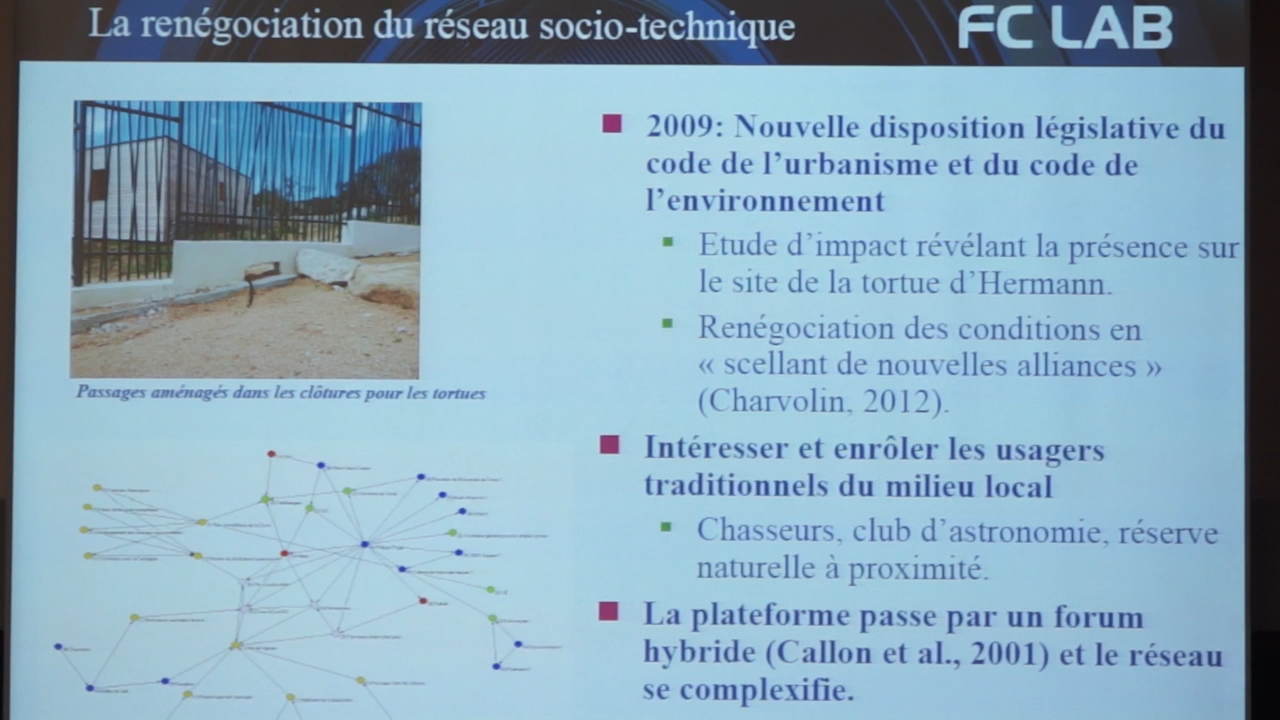 La renégociation du réseau socio-technique
FC LAB
Passages aménagés dans les clôtures pour les tortues
2009: Nouvelle disposition législative du
code de l'urbanisme et du code de
l'environnement
Etude d'impact révélant la présence sur
le site de la tortue d'Hermann.
Renégociation des conditions en
« scellant de nouvelles alliances »
(Charvolin, 2012).
Intéresser et enrôler les usagers
traditionnels du milieu local
Chasseurs, club d'astronomie, réserve
naturelle à proximité.
La plateforme passe par un forum
hybride (Callon et al., 2001) et le réseau
se complexifie.